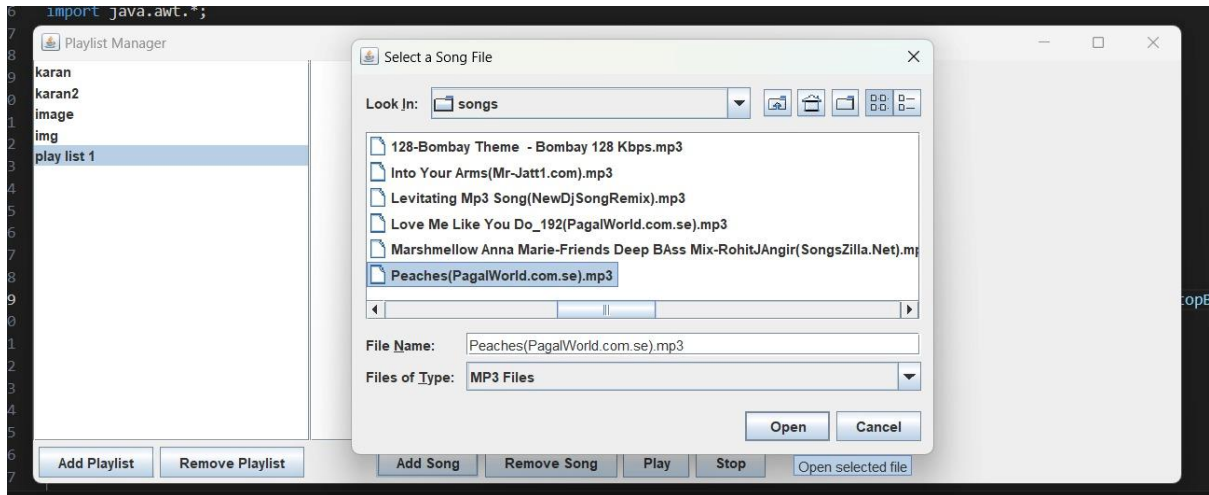 import java.awt.*;
Playlist Manager
karan
karan2
image
img
play list 1
Select a Song File
Look In:
songs
128-Bombay Theme - Bombay 128 Kbps.mp3
Into Your Arms(Mr-Jatt1.com).mp3
Levitating Mp3 Song(NewDjSongRemix).mp3
Love Me Like You Do_192(PagalWorld.com.se).mp3
Marshmellow Anna Marie-Friends Deep BAss Mix-RohitJAngir(SongsZilla.Net).m
Peaches(PagalWorld.com.se).mp3
File Name: Peaches(PagalWorld.com.se).mp3
Files of Type: MP3 Files
Open Cancel
Add Playlist Remove Playlist Add Song Remove Song Play Stop
Open selected file